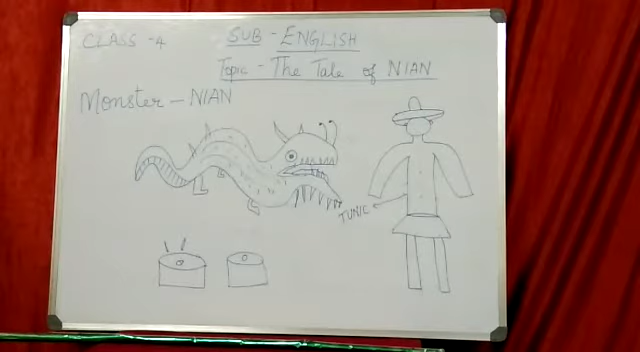 CLASS - 4
SUB - ENGLISH
Topic - The Tale of NIAN
Monster - NIAN
TUNIC